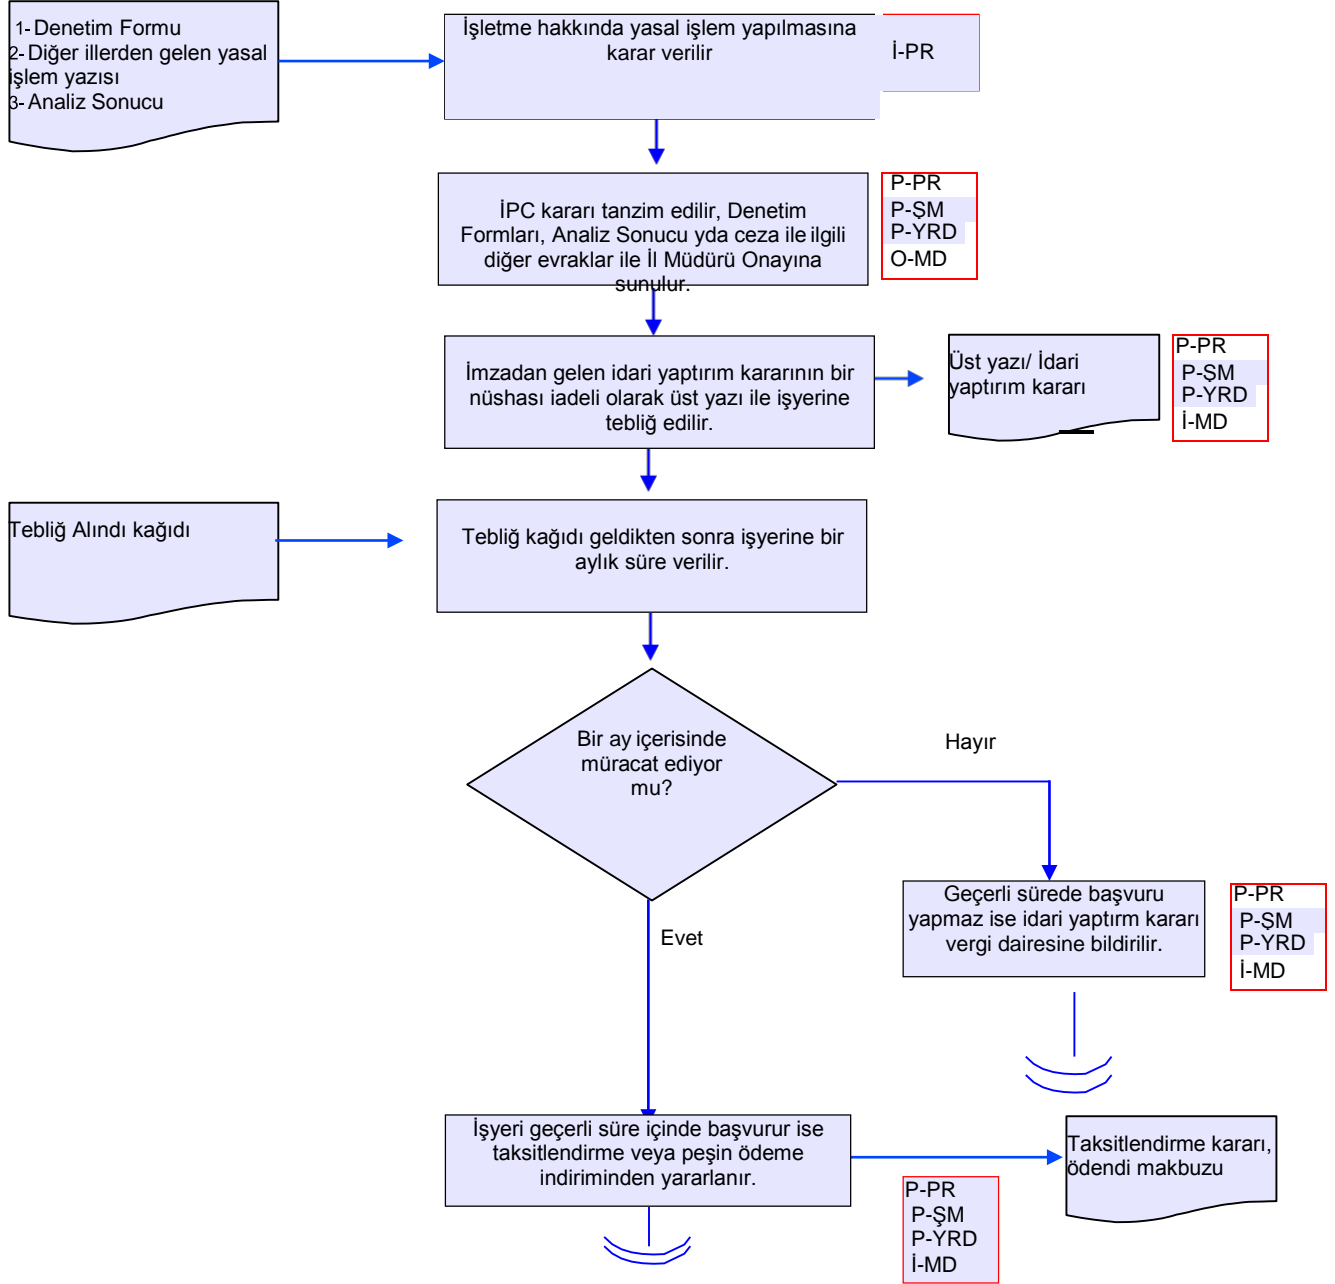 1- Denetim Formu
2- Diğer illerden gelen yasal
işlem yazısı
3- Analiz Sonucu
İşletme hakkında yasal işlem yapılmasına
karar verilir
İ-PR
İPC kararı tanzim edilir, Denetim
Formları, Analiz Sonucu yda ceza ile ilgili
diğer evraklar ile İl Müdürü Onayına
sunulur.
P-PR
P-ŞM
P-YRD
O-MD
İmzadan gelen idari yaptırım kararının bir
nüshası iadeli olarak üst yazı ile işyerine
tebliğ edilir.
Üst yazı/ İdari
yaptırım kararı
P-PR
P-ŞM
P-YRD
İ-MD
Tebliğ Alındı kağıdı
Tebliğ kağıdı geldikten sonra işyerine bir
aylık süre verilir.
Bir ay içerisinde
müracat ediyor
mu?
Hayır
Evet
Geçerli sürede başvuru
yapmaz ise idari yaptırm kararı
vergi dairesine bildirilir.
P-PR
P-ŞM
P-YRD
İ-MD
İşyeri geçerli süre içinde başvurur ise
taksitlendirme veya peşin ödeme
indiriminden yararlanır.
P-PR
P-ŞM
P-YRD
İ-MD
Taksitlendirme kararı,
ödendi makbuzu